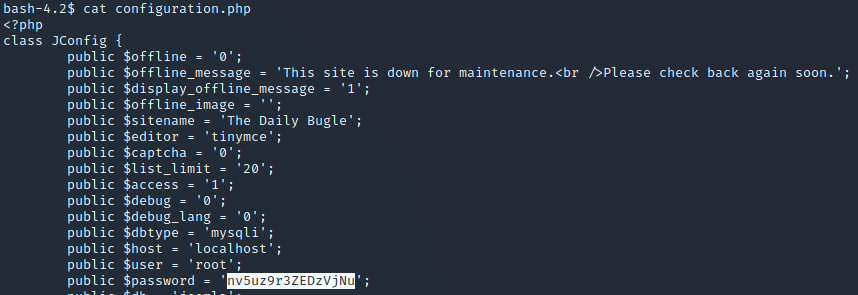 bash-4.2$ cat configuration.php
<?php
class JConfig {
public $offline = '0';
public $offline_message = 'This site is down for maintenance.<br />Please check back again soon.';
public $display_offline_message = '1';
public $offline_image = '';
public $sitename = 'The Daily Bugle';
public $editor = 'tinymce';
public $captcha = '0';
public $list_limit = '20';
public $access = '1';
public $debug = '0';
public $debug_lang = '0';
public $dbtype = 'mysqli';
public $host = 'localhost';
public $user = 'root';
public $password = 'nv5uz9r3ZEDzVjNu';
public $db = 'joomla';